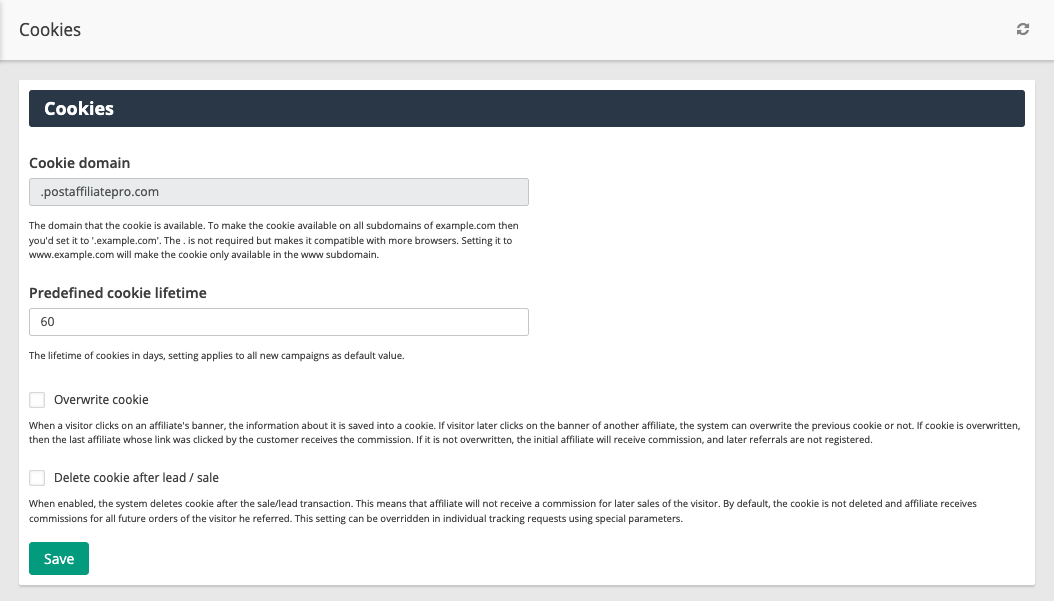 Cookies
Cookies
Cookie domain
.postaffiliatepro.com
The domain that the cookie is available. To make the cookie available on all subdomains of example.com then
you'd set it to '.example.com'. The . is not required but makes it compatible with more browsers. Setting it to
www.example.com will make the cookie only available in the www subdomain.
Predefined cookie lifetime
60
The lifetime of cookies in days, setting applies to all new campaigns as default value.
Overwrite cookie
When a visitor clicks on an affiliate's banner, the information about it is saved into a cookie. If visitor later clicks on the banner of another affiliate, the system can overwrite the previous cookie or not. If cookie is overwritten,
then the last affiliate whose link was clicked by the customer receives the commission. If it is not overwritten, the initial affiliate will receive commission, and later referrals are not registered.
Delete cookie after lead / sale
When enabled, the system deletes cookie after the sale/lead transaction. This means that affiliate will not receive a commission for later sales of the visitor. By default, the cookie is not deleted and affiliate receives
commissions for all future orders of the visitor he referred. This setting can be overridden in individual tracking requests using special parameters.
Save